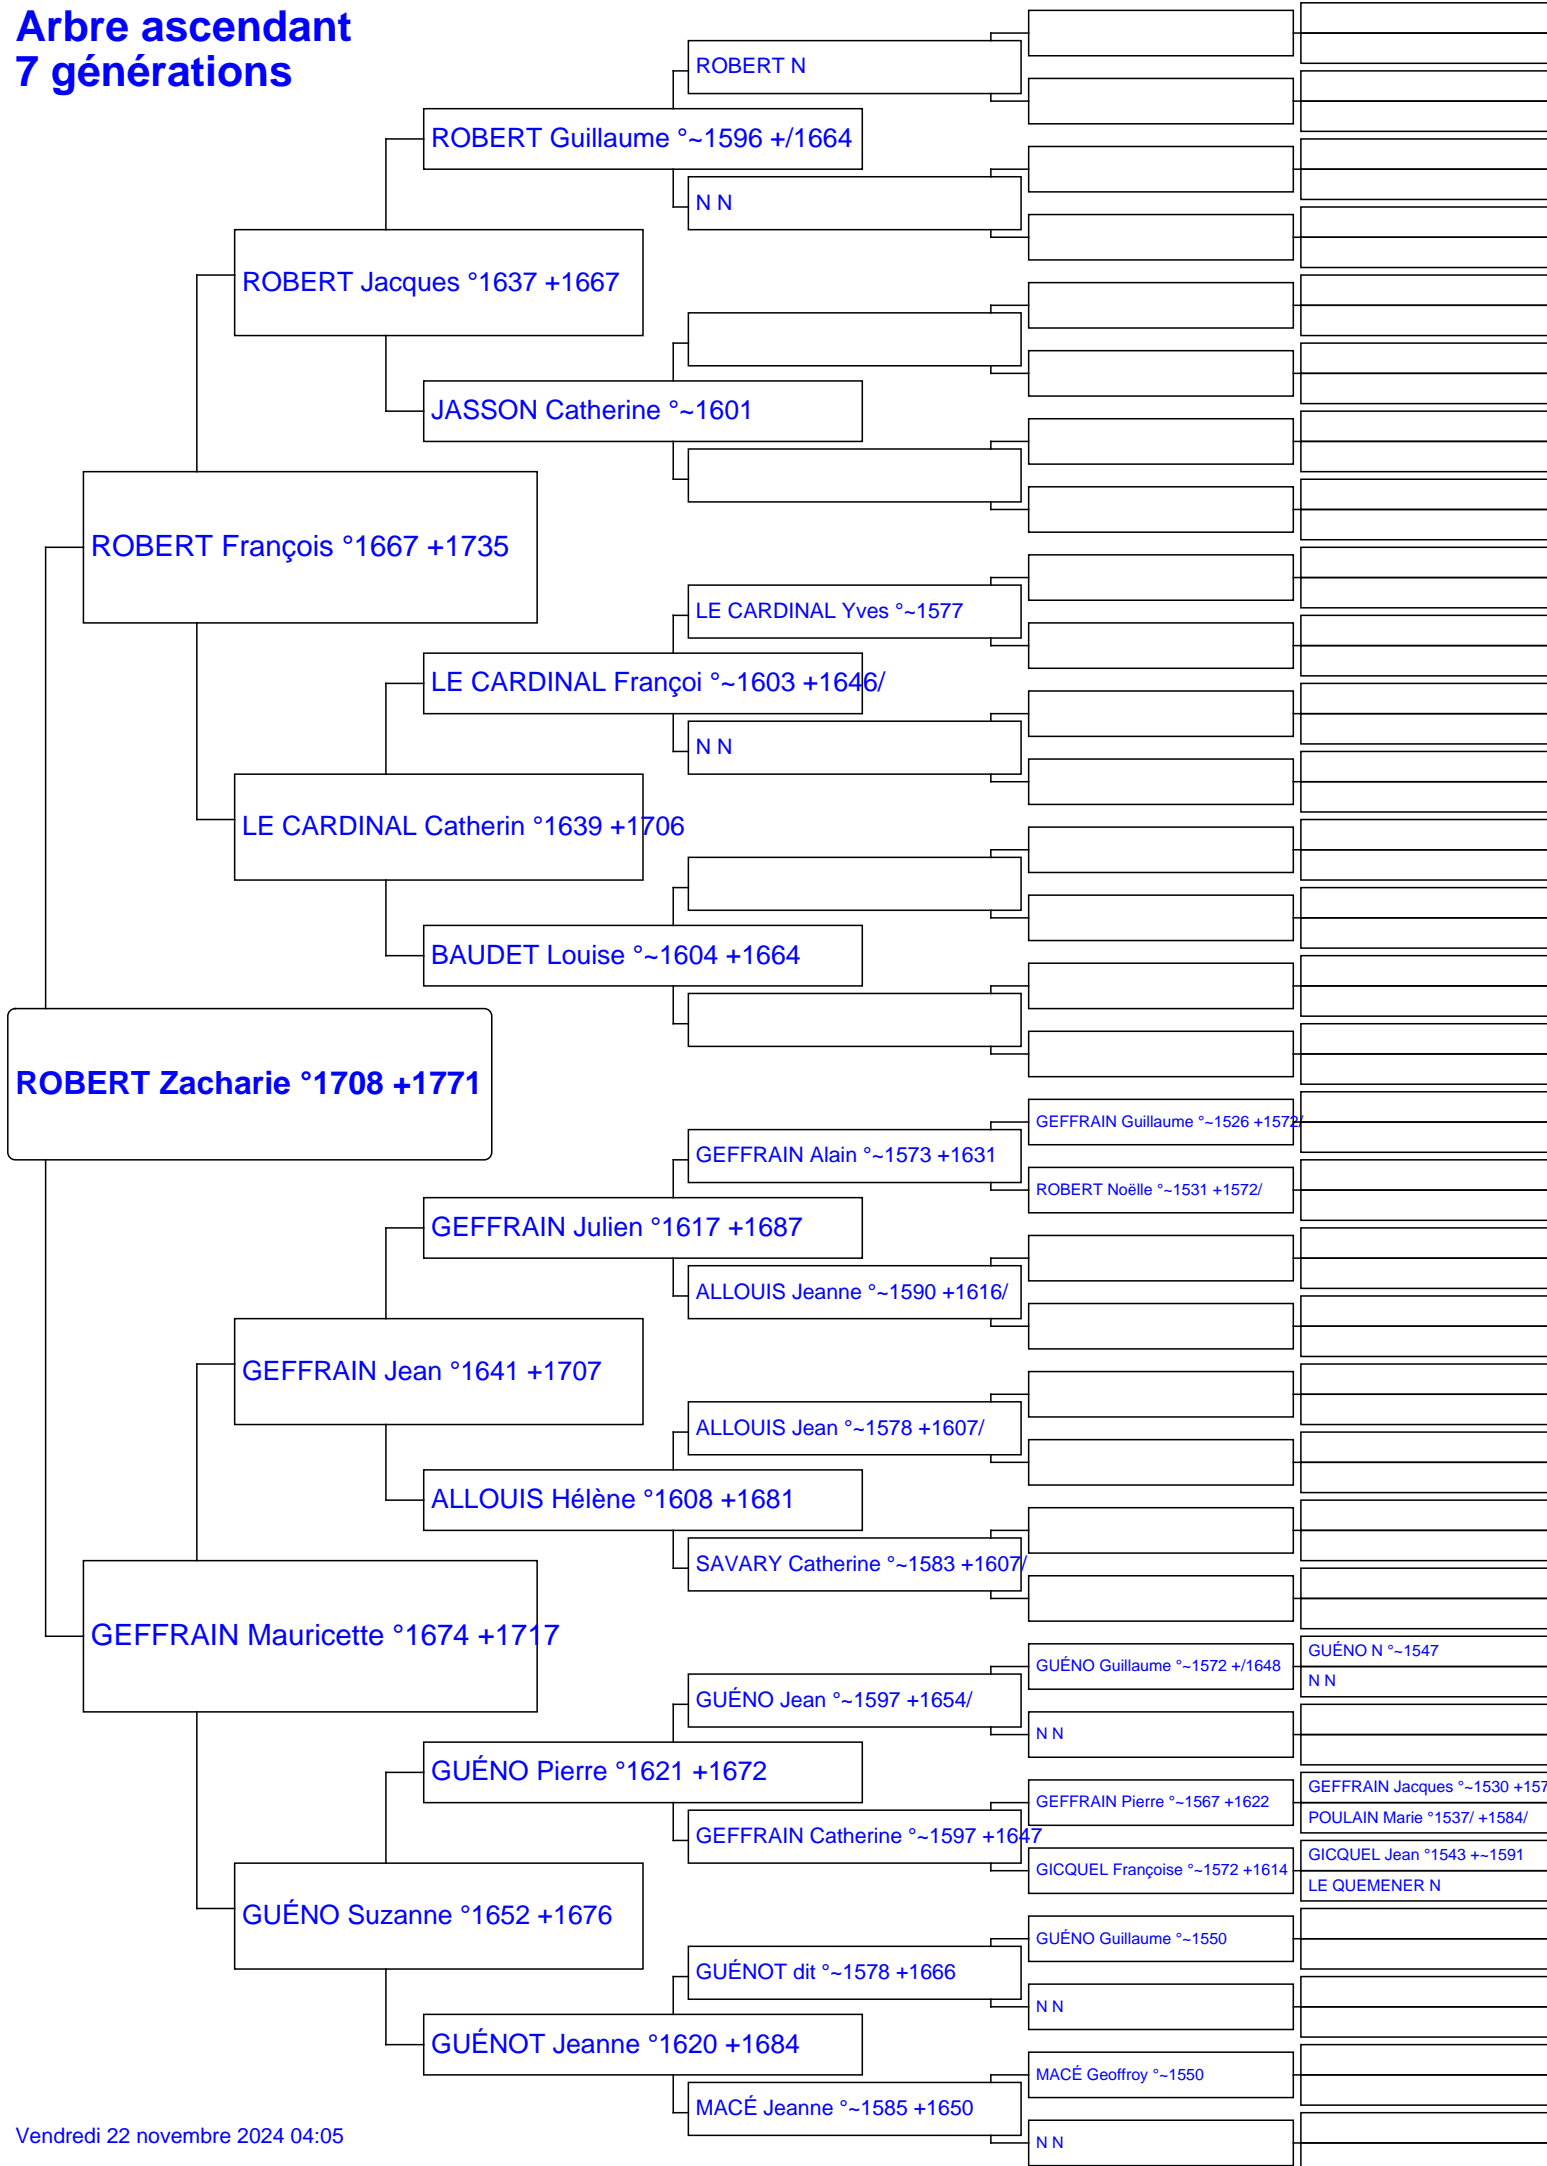 Arbre ascendant
7 générations
ROBERT N
ROBERT Guillaume °~1596 +/1664
N N
ROBERT Jacques °1637 +1667
JASSON Catherine °~1601
ROBERT François °1667 +1735
LE CARDINAL Yves °~1577
LE CARDINAL Françoi °~1603 +1646/
N N
LE CARDINAL Catherin °1639 +1706
BAUDET Louise °~1604 +1664
ROBERT Zacharie °1708 +1771
GEFFRAIN Guillaume °~1526 +1572/
GEFFRAIN Alain °~1573 +1631
ROBERT Noëlle °~1531 +1572/
GEFFRAIN Julien °1617 +1687
ALLOUIS Jeanne °~1590 +1616/
GEFFRAIN Jean °1641 +1707
ALLOUIS Jean °~1578 +1607/
ALLOUIS Hélène °1608 +1681
SAVARY Catherine °~1583 +1607/
GEFFRAIN Mauricette °1674 +1717
GUÉNO N °~1547
GUÉNO Guillaume °~1572 +/1648
N N
GUÉNO Jean °~1597 +1654/
N N
GUÉNO Pierre °1621 +1672
GEFFRAIN Jacques °~1530 +157
GEFFRAIN Pierre °~1567 +1622
POULAIN Marie °1537/ +1584/
GEFFRAIN Catherine °~1597 +1647
GICQUEL Jean °1543 +~1591
GICQUEL Françoise °~1572 +1614
LE QUEMENER N
GUÉNO Suzanne °1652 +1676
GUÉNO Guillaume °~1550
GUÉNOT dit °~1578 +1666
N N
GUÉNOT Jeanne °1620 +1684
MACÉ Geoffroy °~1550
MACÉ Jeanne °~1585 +1650
N N
Vendredi 22 novembre 2024 04:05